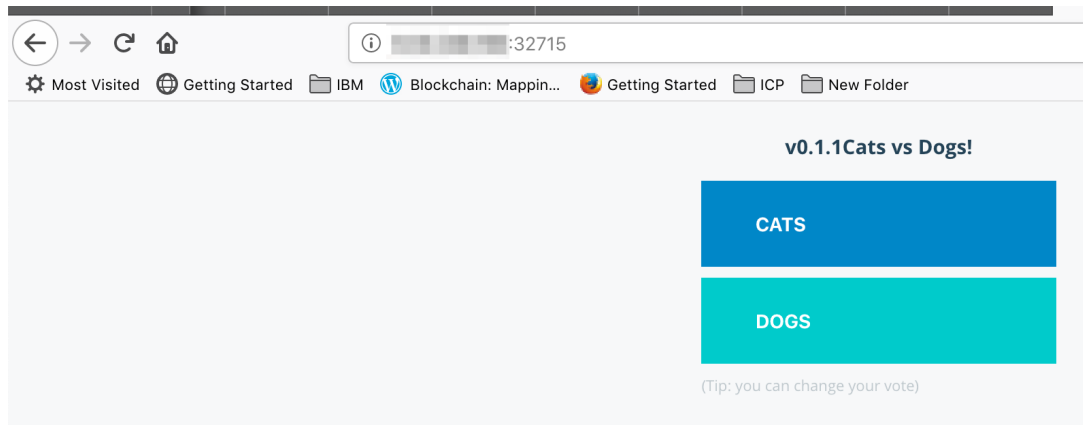 :32715
Most Visited Getting Started IBM Blockchain: Mappin... Getting Started ICP New Folder
v0.1.1Cats vs Dogs!
CATS
DOGS
(Tip: you can change your vote)